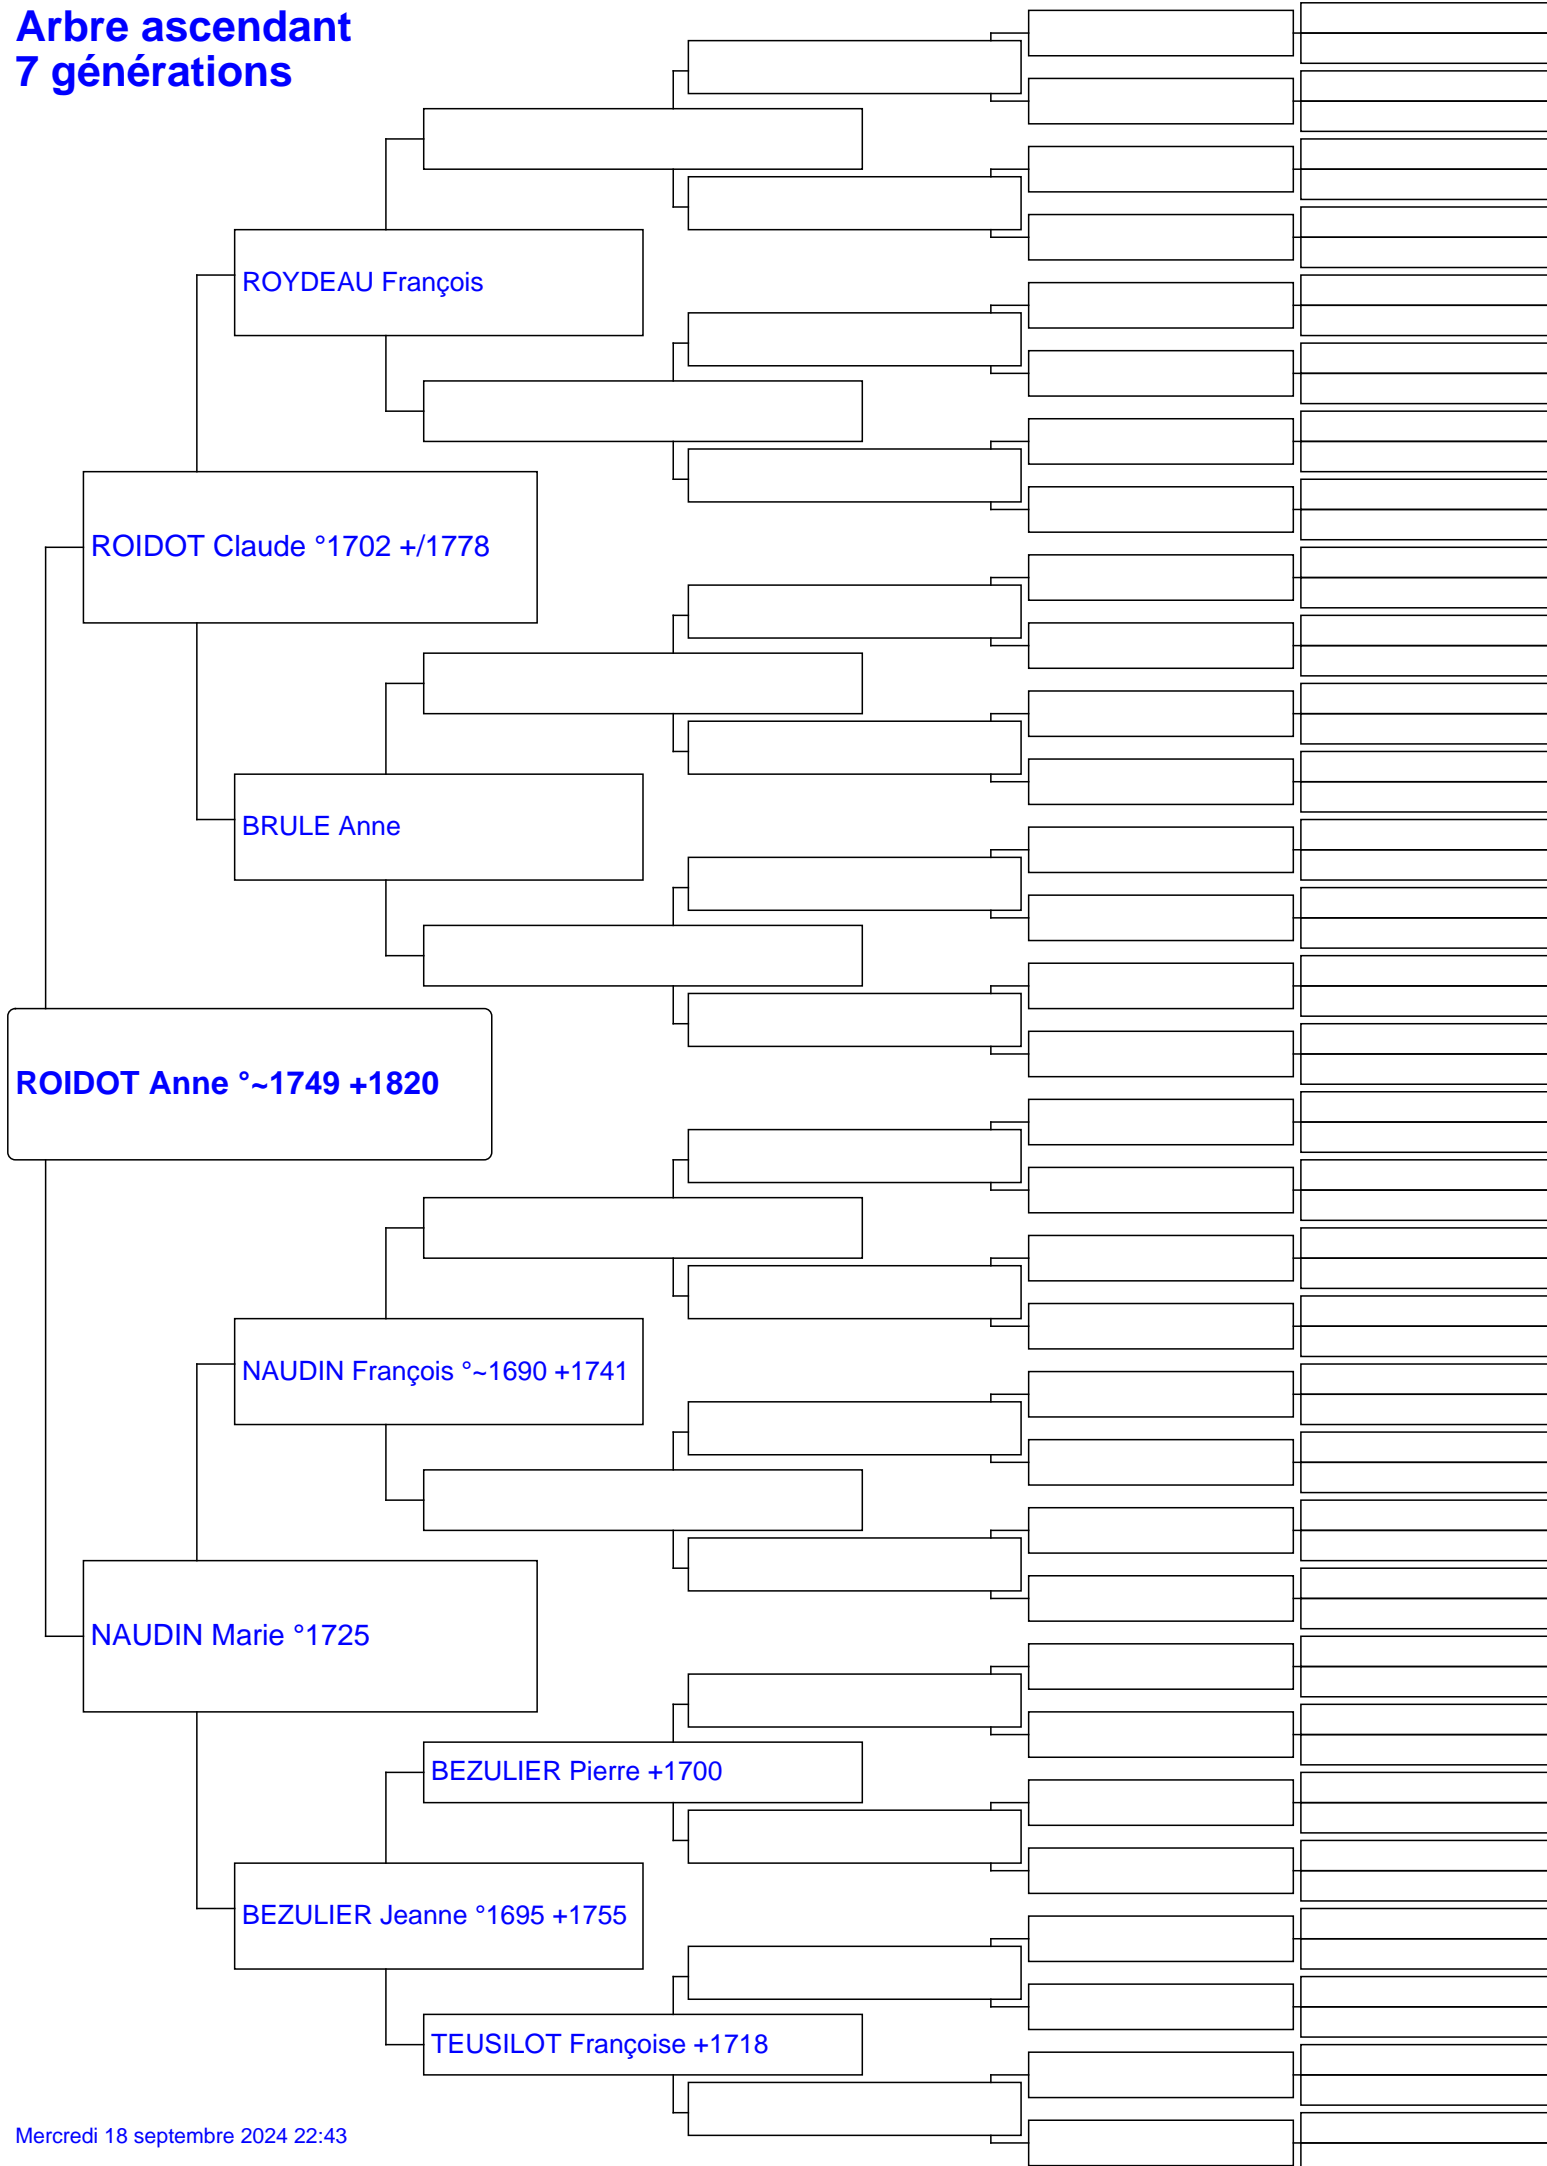 Arbre ascendant
7 générations
ROYDEAU François
ROIDOT Claude °1702 +/1778
BRULE Anne
ROIDOT Anne °~1749 +1820
NAUDIN François °~1690 +1741
NAUDIN Marie °1725
BEZULIER Pierre +1700
BEZULIER Jeanne °1695 +1755
TEUSILOT Françoise +1718
Mercredi 18 septembre 2024 22:43